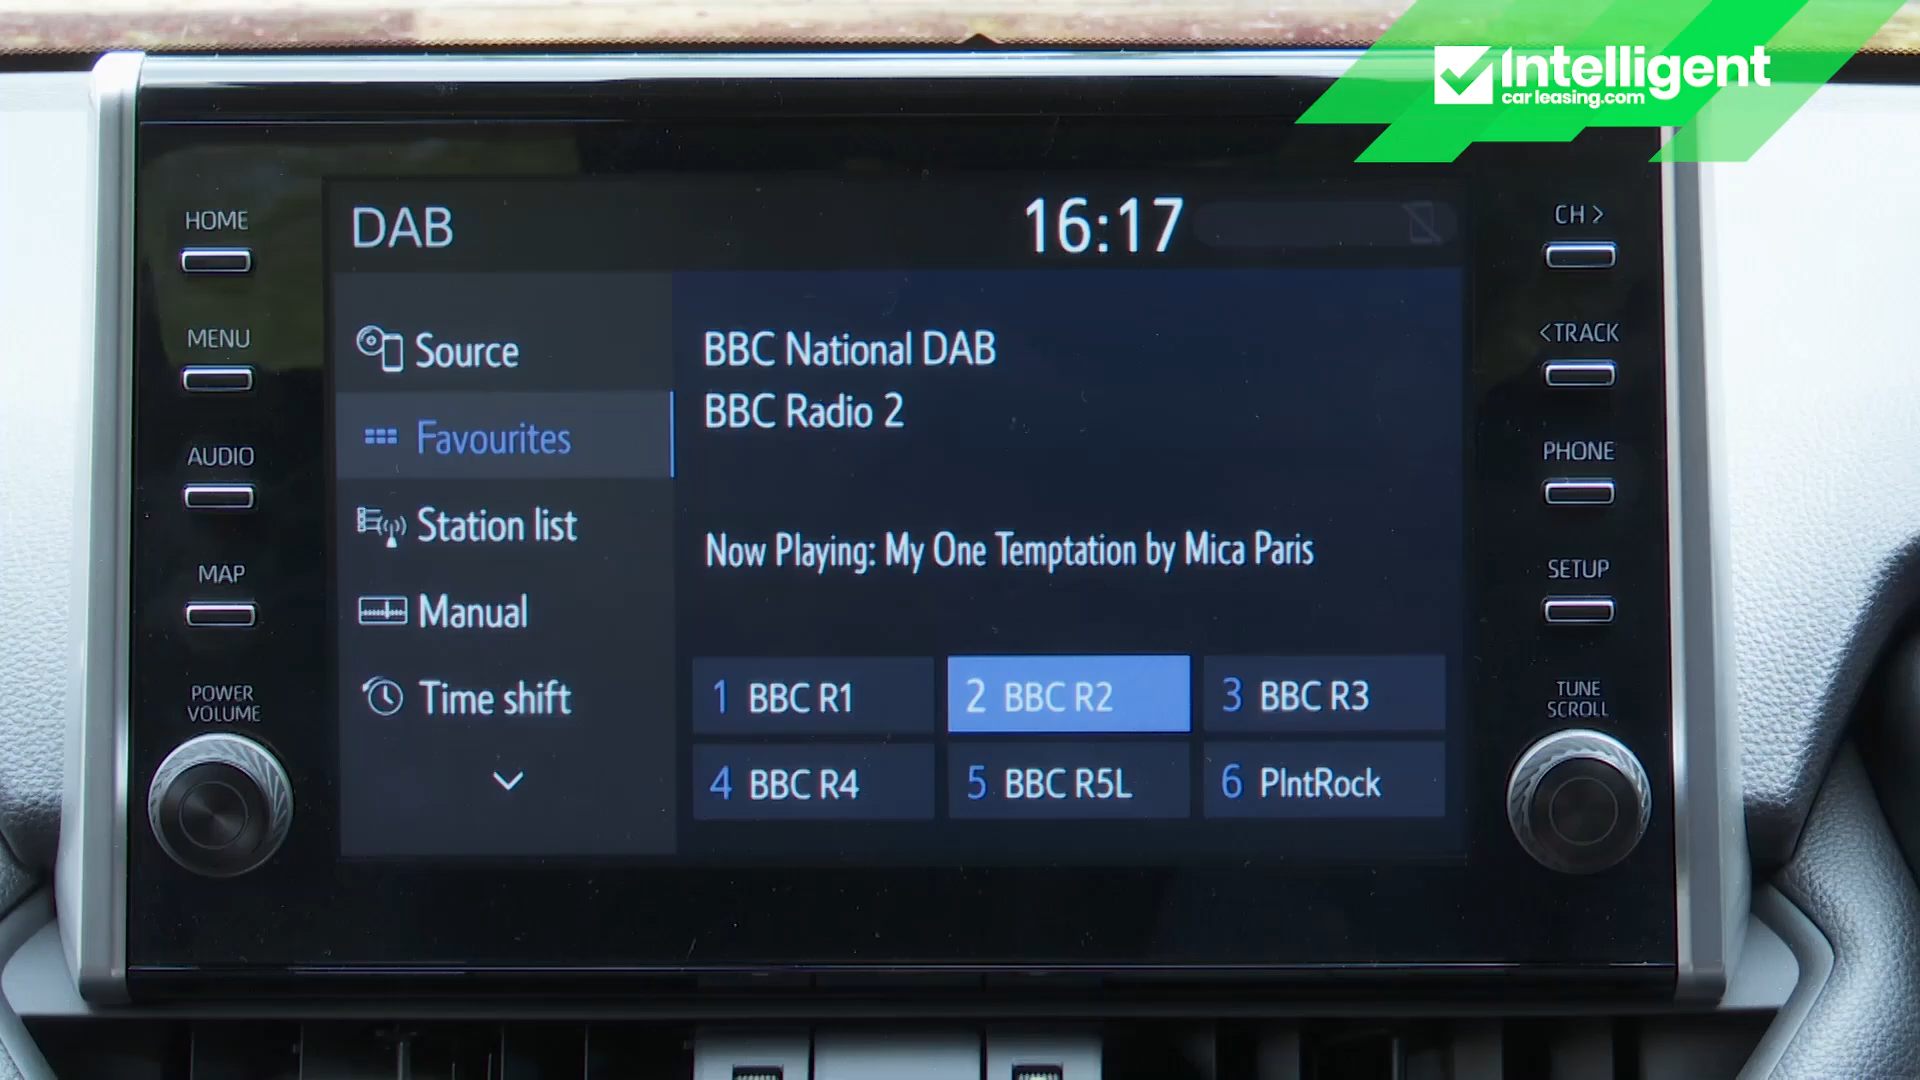 Intelligent
carleasing.com
HOME
MENU
AUDIO
MAP
POWER
VOLUME
DAB
16:17
Source
Favourites
Station list
Manual
Time shift
BBC National DAB
BBC Radio 2
Now Playing: My One Temptation by Mica Paris
1 BBC R1
2 BBC R2
3 BBC R3
4 BBC R4
5 BBC R5L
6 PlntRock
CH >
<TRACK
PHONE
SETUP
TUNE
SCROLL